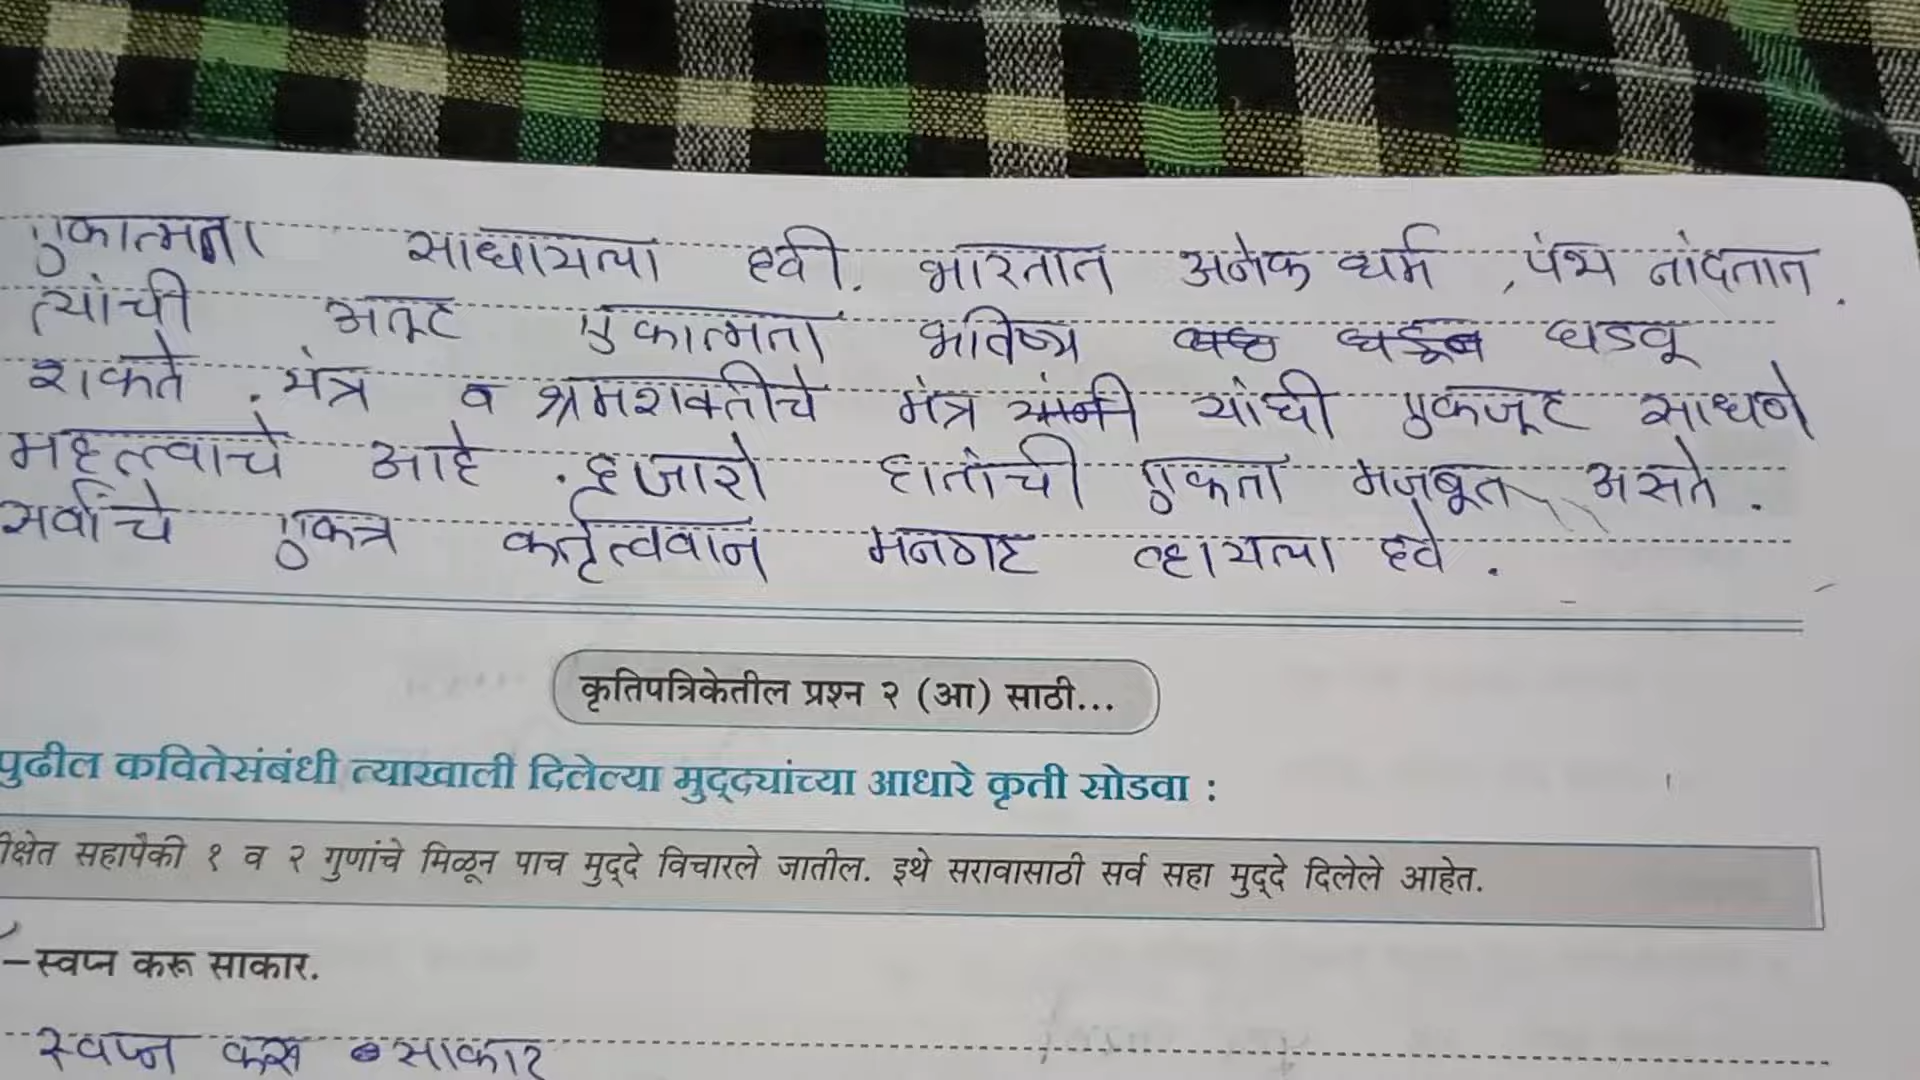 एकात्मता साधायला हवी. भारतात अनेक धर्म, पंथ नांदतात.
त्यांची अतूट एकात्मता भविष्य घडवू
शकते. यंत्र व श्रमशक्तीचे मंत्र यांची एकजूट साधणे
महत्त्वाचे आहे. हजारो हातांची एकता मजबूत असते.
सर्वांचे एकत्र कर्तृत्ववान मनगट व्हायला हवे.
कृतिपत्रिकेतील प्रश्न २ (आ) साठी...
पुढील कवितेसंबंधी त्याखाली दिलेल्या मुद्द्यांच्या आधारे कृती सोडवा :
सहापैकी १ व २ गुणांचे मिळून पाच मुद्दे विचारले जातील. इथे सरावासाठी सर्व सहा मुद्दे दिलेले आहेत.
–स्वप्न करू साकार.
स्वप्न करू साकार